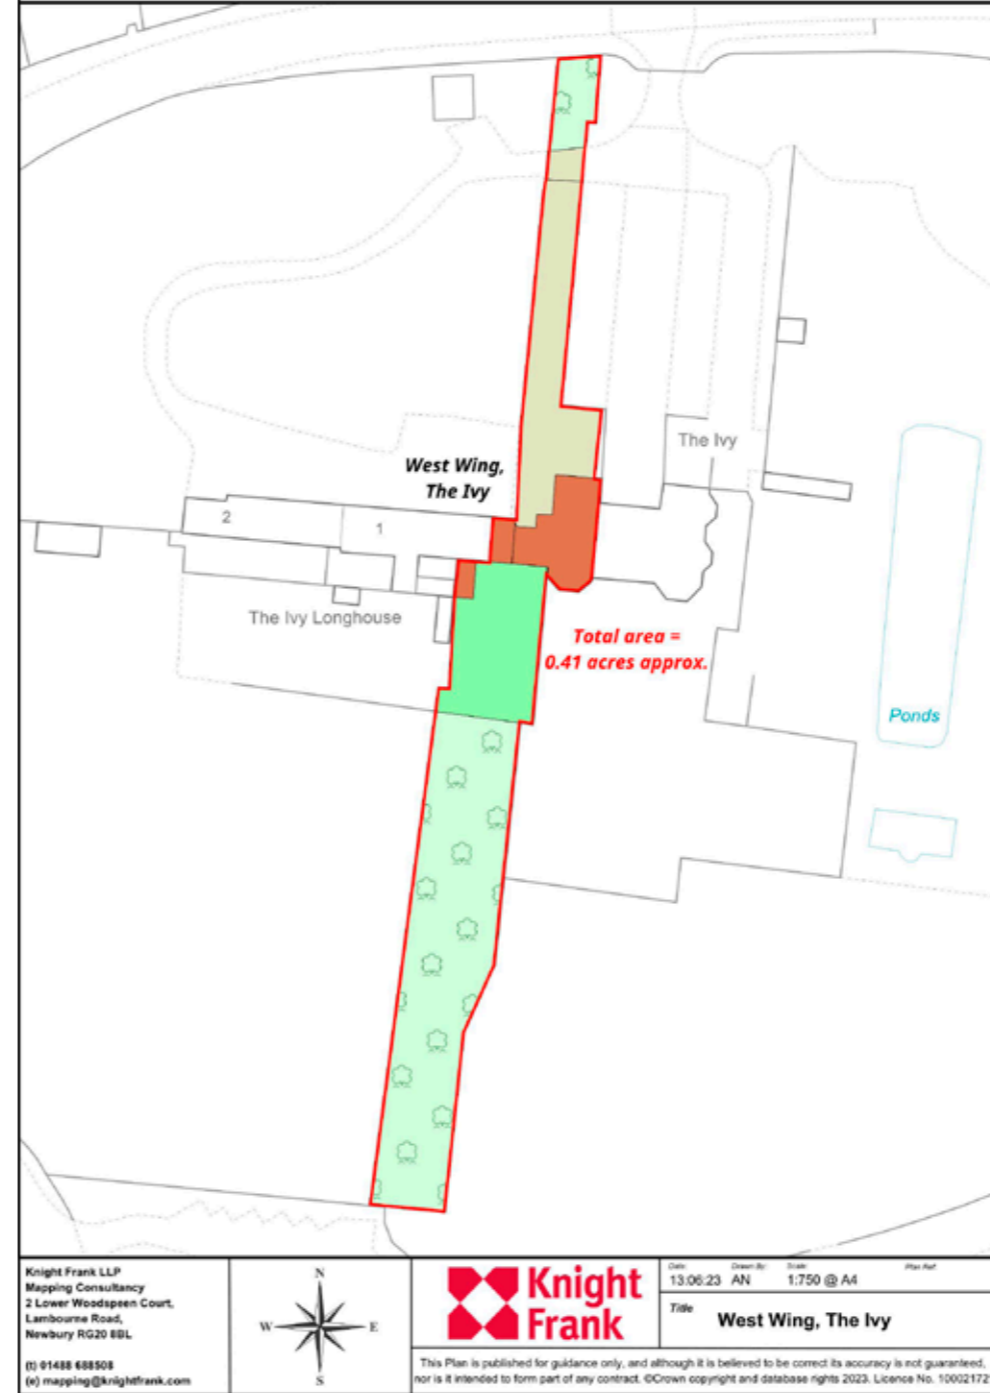 West Wing,
The Ivy
The Ivy
2
1
The Ivy Longhouse
Total area =
0.41 acres approx.
Ponds
Knight Frank LLP
Mapping Consultancy
2 Lower Woodspeen Court,
Lambourne Road,
Newbury RG20 8BL
(t) 01488 688508
(e) mapping@knightfrank.com
N
W E
S
Knight
Frank
Date: Drawn By: Scale: Plan Ref:
13:06:23 AN 1:750 @ A4
Title West Wing, The Ivy
This Plan is published for guidance only, and although it is believed to be correct its accuracy is not guaranteed,
nor is it intended to form part of any contract. ©Crown copyright and database rights 2023. Licence No. 10002172